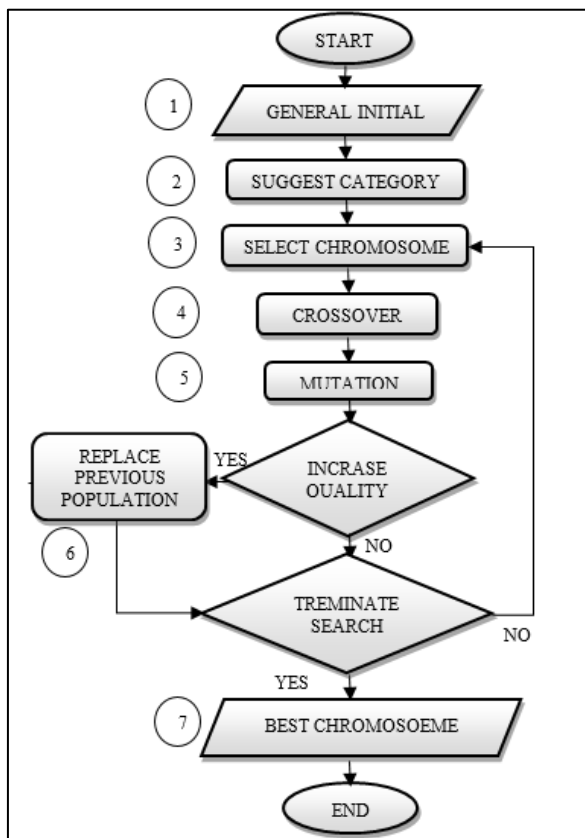 START
1
GENERAL INITIAL
2
SUGGEST CATEGORY
3
SELECT CHROMOSOME
4
CROSSOVER
5
MUTATION
REPLACE
PREVIOUS
POPULATION
YES
INCRASE
QUALITY
6
NO
TREMINATE
SEARCH
NO
YES
7
BEST CHROMOSOEME
END